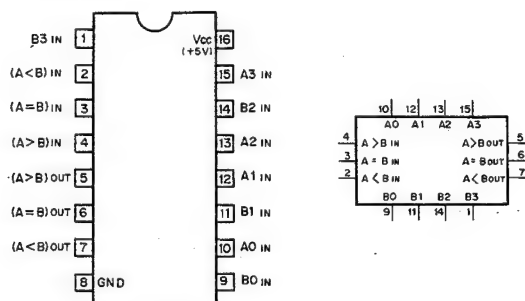 B3 IN 1
(A<B) IN 2
(A=B) IN 3
(A>B) IN 4
(A>B) OUT 5
(A=B) OUT 6
(A<B) OUT 7
8 GND
Vcc 16
(+5V)
15 A3 IN
14 B2 IN
13 A2 IN
12 A1 IN
11 B1 IN
10 A0 IN
9 B0 IN
10 12 13 15
A0 A1 A2 A3
4 A>B IN A>B OUT 5
3 A=B IN A=B OUT 6
2 A<B IN A<B OUT 7
B0 B1 B2 B3
9 11 14 1